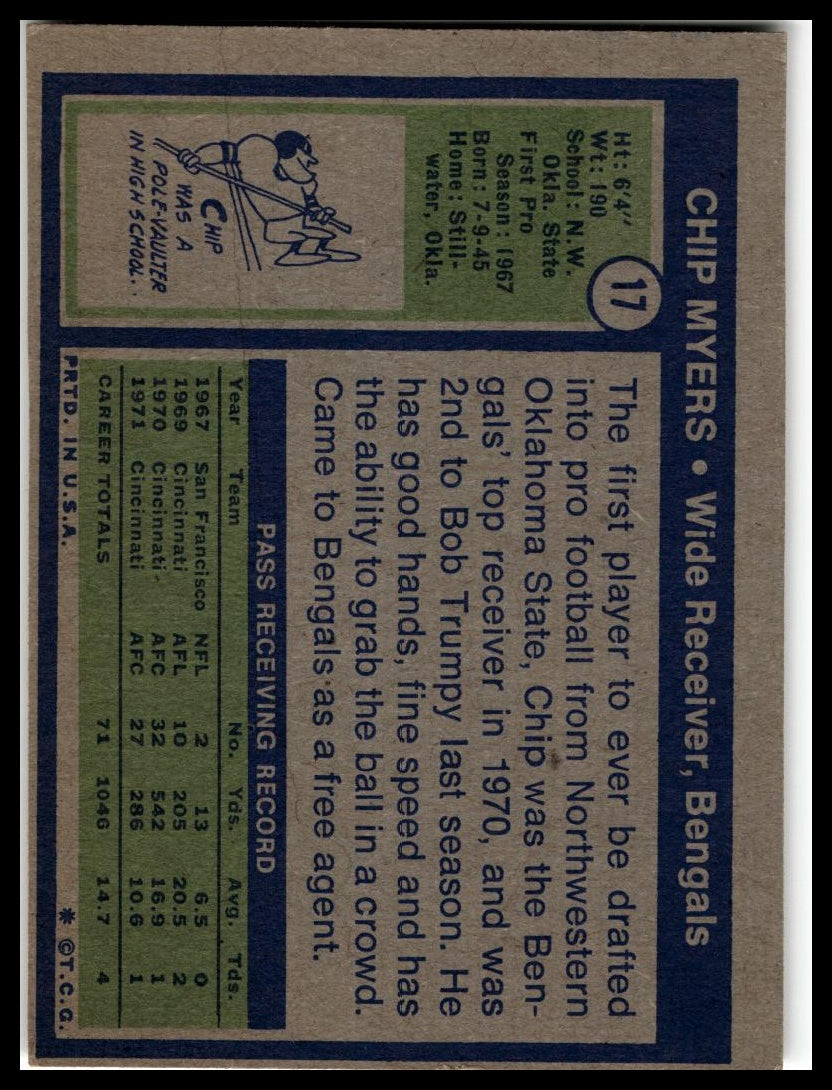 CHIP MYERS • Wide Receiver, Bengals
17
Ht: 6'4"
Wt: 190
School: N.W.
Okla. State
First Pro
Season: 1967
Born: 7-9-45
Home: Still-
water, Okla.
CHIP
WAS A
POLE-VAULTER
IN HIGH SCHOOL.
The first player to ever be drafted
into pro football from Northwestern
Oklahoma State, Chip was the Ben-
gals' top receiver in 1970, and was
2nd to Bob Trumpy last season. He
has good hands, fine speed and has
the ability to grab the ball in a crowd.
Came to Bengals as a free agent.
PASS RECEIVING RECORD
Year Team No. Yds. Avg. Tds.
1967 San Francisco NFL 2 13 6.5 0
1969 Cincinnati AFL 10 205 20.5 2
1970 Cincinnati AFC 32 542 16.9 1
1971 Cincinnati AFC 27 286 10.6 1
CAREER TOTALS 71 1046 14.7 4
PRTD. IN U.S.A. * ©T.C.G.